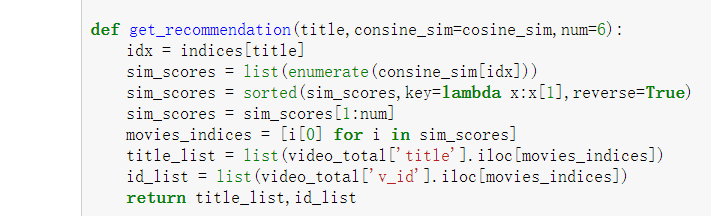 def get_recommendation(title,consine_sim=cosine_sim,num=6):
    idx = indices[title]
    sim_scores = list(enumerate(consine_sim[idx]))
    sim_scores = sorted(sim_scores,key=lambda x:x[1],reverse=True)
    sim_scores = sim_scores[1:num]
    movies_indices = [i[0] for i in sim_scores]
    title_list = list(video_total['title'].iloc[movies_indices])
    id_list = list(video_total['v_id'].iloc[movies_indices])
    return title_list,id_list